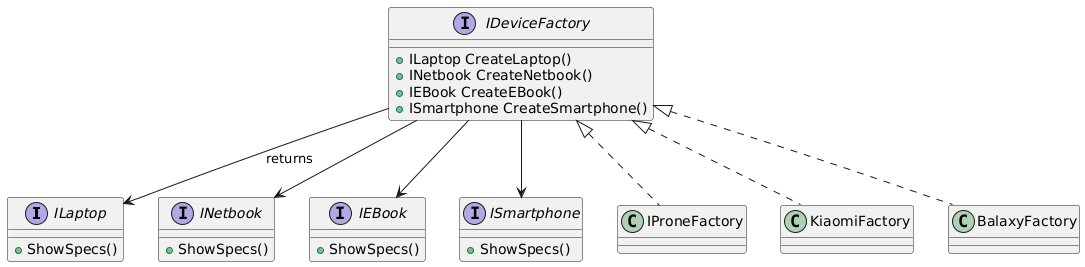 I IDeviceFactory
ILaptop CreateLaptop()
INetbook CreateNetbook()
IEBook CreateEBook()
ISmartphone CreateSmartphone()
returns
I ILaptop
ShowSpecs()
I INetbook
ShowSpecs()
I IEBook
ShowSpecs()
I ISmartphone
ShowSpecs()
C IProneFactory
C KiaomiFactory
C BalaxyFactory